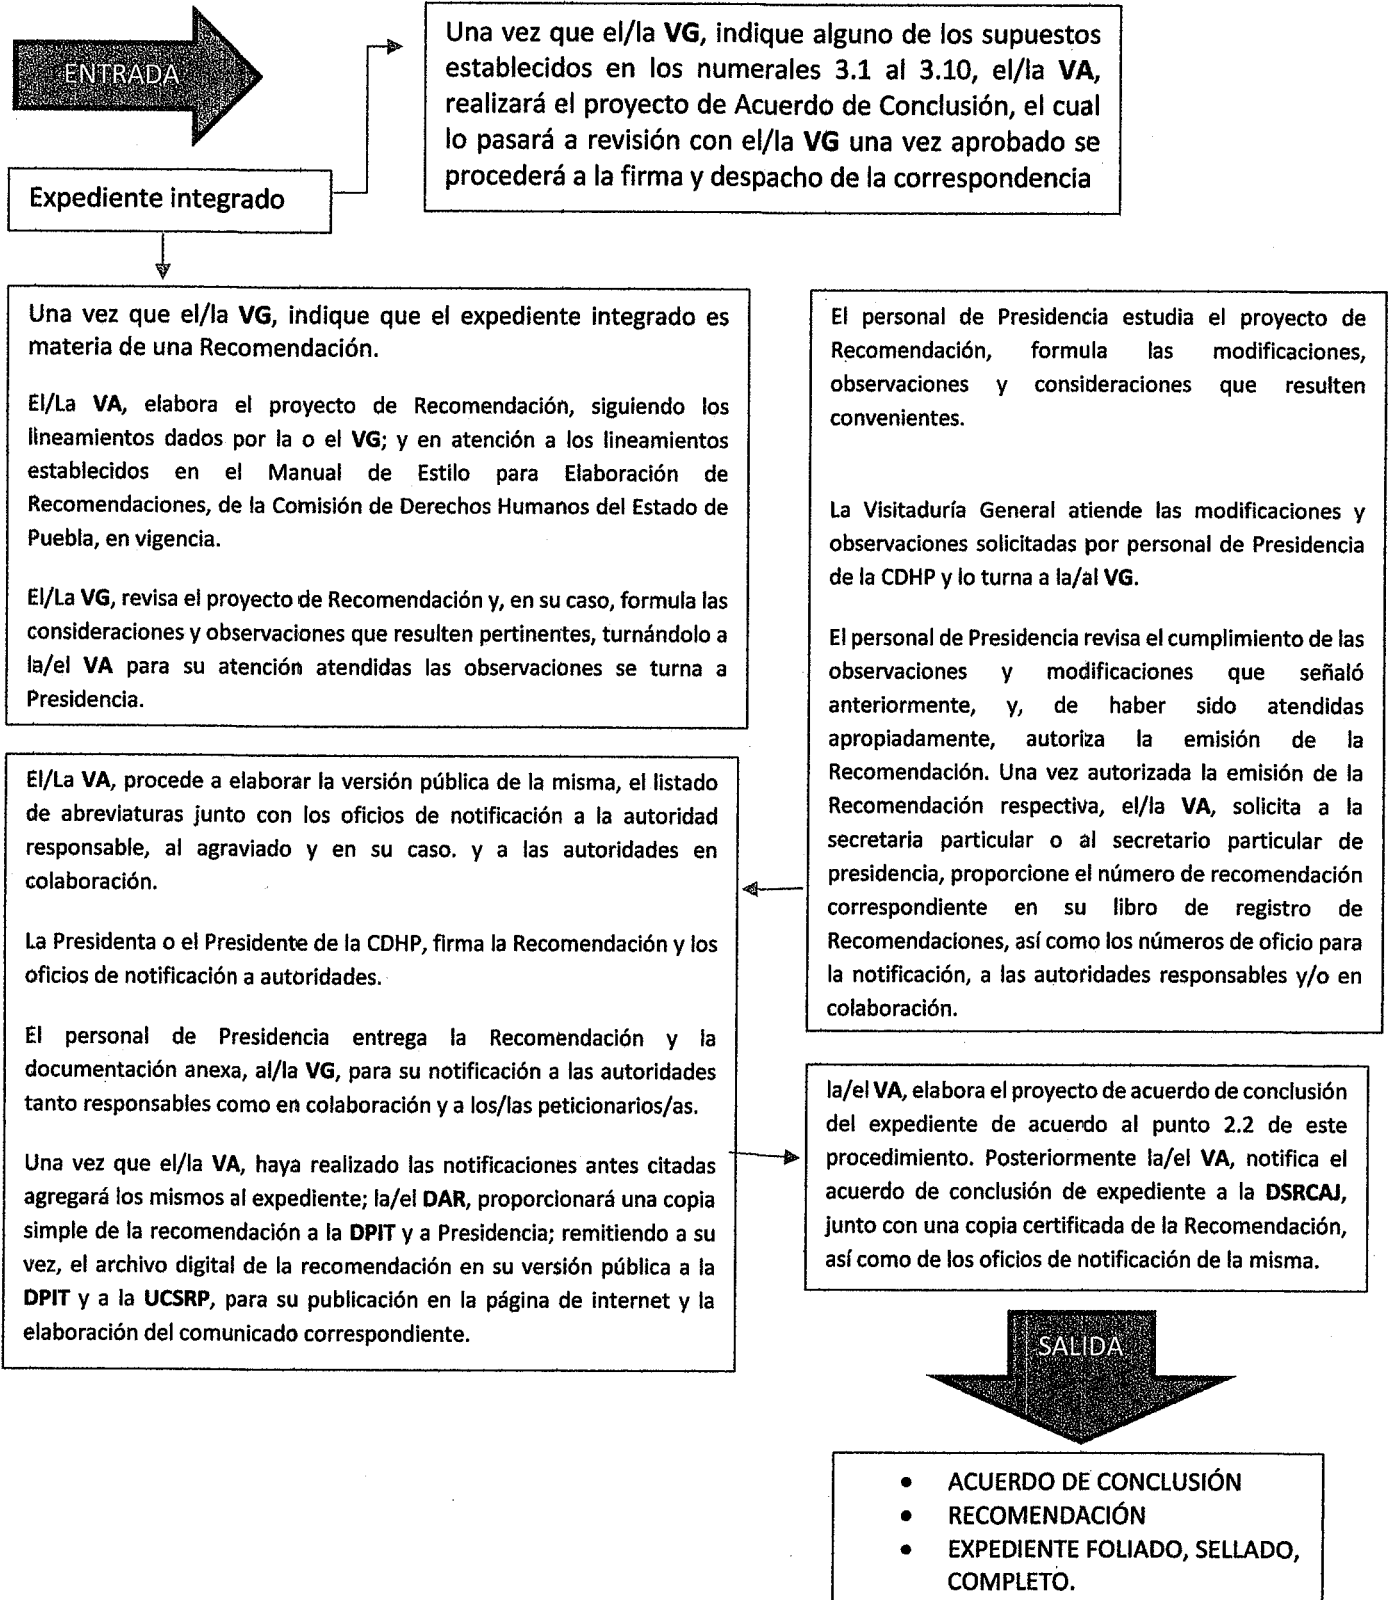 ENTRADA
Una vez que el/la VG, indique alguno de los supuestos
establecidos en los numerales 3.1 al 3.10, el/la VA,
realizará el proyecto de Acuerdo de Conclusión, el cual
lo pasará a revisión con el/la VG una vez aprobado se
procederá a la firma y despacho de la correspondencia
Expediente integrado
Una vez que el/la VG, indique que el expediente integrado es
materia de una Recomendación.
El/La VA, elabora el proyecto de Recomendación, siguiendo los
lineamientos dados por la o el VG; y en atención a los lineamientos
establecidos en el Manual de Estilo para Elaboración de
Recomendaciones, de la Comisión de Derechos Humanos del Estado de
Puebla, en vigencia.
El/La VG, revisa el proyecto de Recomendación y, en su caso, formula las
consideraciones y observaciones que resulten pertinentes, turnándolo a
la/el VA para su atención atendidas las observaciones se turna a
Presidencia.
El personal de Presidencia estudia el proyecto de
Recomendación, formula las modificaciones,
observaciones y consideraciones que resulten
convenientes.
La Visitaduría General atiende las modificaciones y
observaciones solicitadas por personal de Presidencia
de la CDHP y lo turna a la/al VG.
El personal de Presidencia revisa el cumplimiento de las
observaciones y modificaciones que señaló
anteriormente, y, de haber sido atendidas
apropiadamente, autoriza la emisión de la
Recomendación. Una vez autorizada la emisión de la
Recomendación respectiva, el/la VA, solicita a la
secretaria particular o al secretario particular de
presidencia, proporcione el número de recomendación
correspondiente en su libro de registro de
Recomendaciones, así como los números de oficio para
la notificación, a las autoridades responsables y/o en
colaboración.
El/La VA, procede a elaborar la versión pública de la misma, el listado
de abreviaturas junto con los oficios de notificación a la autoridad
responsable, al agraviado y en su caso. y a las autoridades en
colaboración.
La Presidenta o el Presidente de la CDHP, firma la Recomendación y los
oficios de notificación a autoridades.
El personal de Presidencia entrega la Recomendación y la
documentación anexa, al/la VG, para su notificación a las autoridades
tanto responsables como en colaboración y a los/las peticionarios/as.
Una vez que el/la VA, haya realizado las notificaciones antes citadas
agregará los mismos al expediente; la/el DAR, proporcionará una copia
simple de la recomendación a la DPIT y a Presidencia; remitiendo a su
vez, el archivo digital de la recomendación en su versión pública a la
DPIT y a la UCSRP, para su publicación en la página de internet y la
elaboración del comunicado correspondiente.
la/el VA, elabora el proyecto de acuerdo de conclusión
del expediente de acuerdo al punto 2.2 de este
procedimiento. Posteriormente la/el VA, notifica el
acuerdo de conclusión de expediente a la DSRCAJ,
junto con una copia certificada de la Recomendación,
así como de los oficios de notificación de la misma.
SALIDA
• ACUERDO DE CONCLUSIÓN
• RECOMENDACIÓN
• EXPEDIENTE FOLIADO, SELLADO,
COMPLETO.